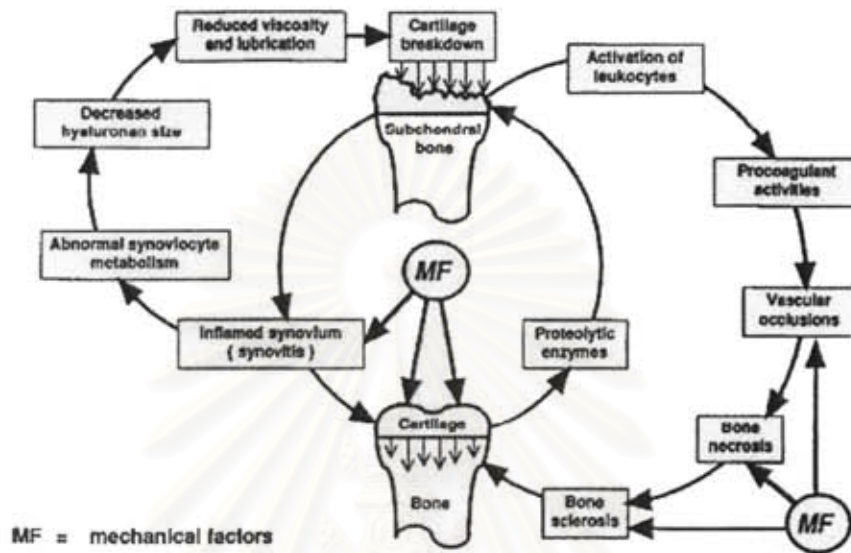 Reduced viscosity
and lubrication
Cartilage
breakdown
Activation of
leukocytes
Decreased
hyaluronan size
Subchondral
bone
Procoagulant
activities
Abnormal synoviocyte
metabolism
MF
Vascular
occlusions
Inflamed synovium
( synovitis )
Proteolytic
enzymes
Cartilage
Bone
necrosis
Bone
Bone
sclerosis
MF
MF = mechanical factors